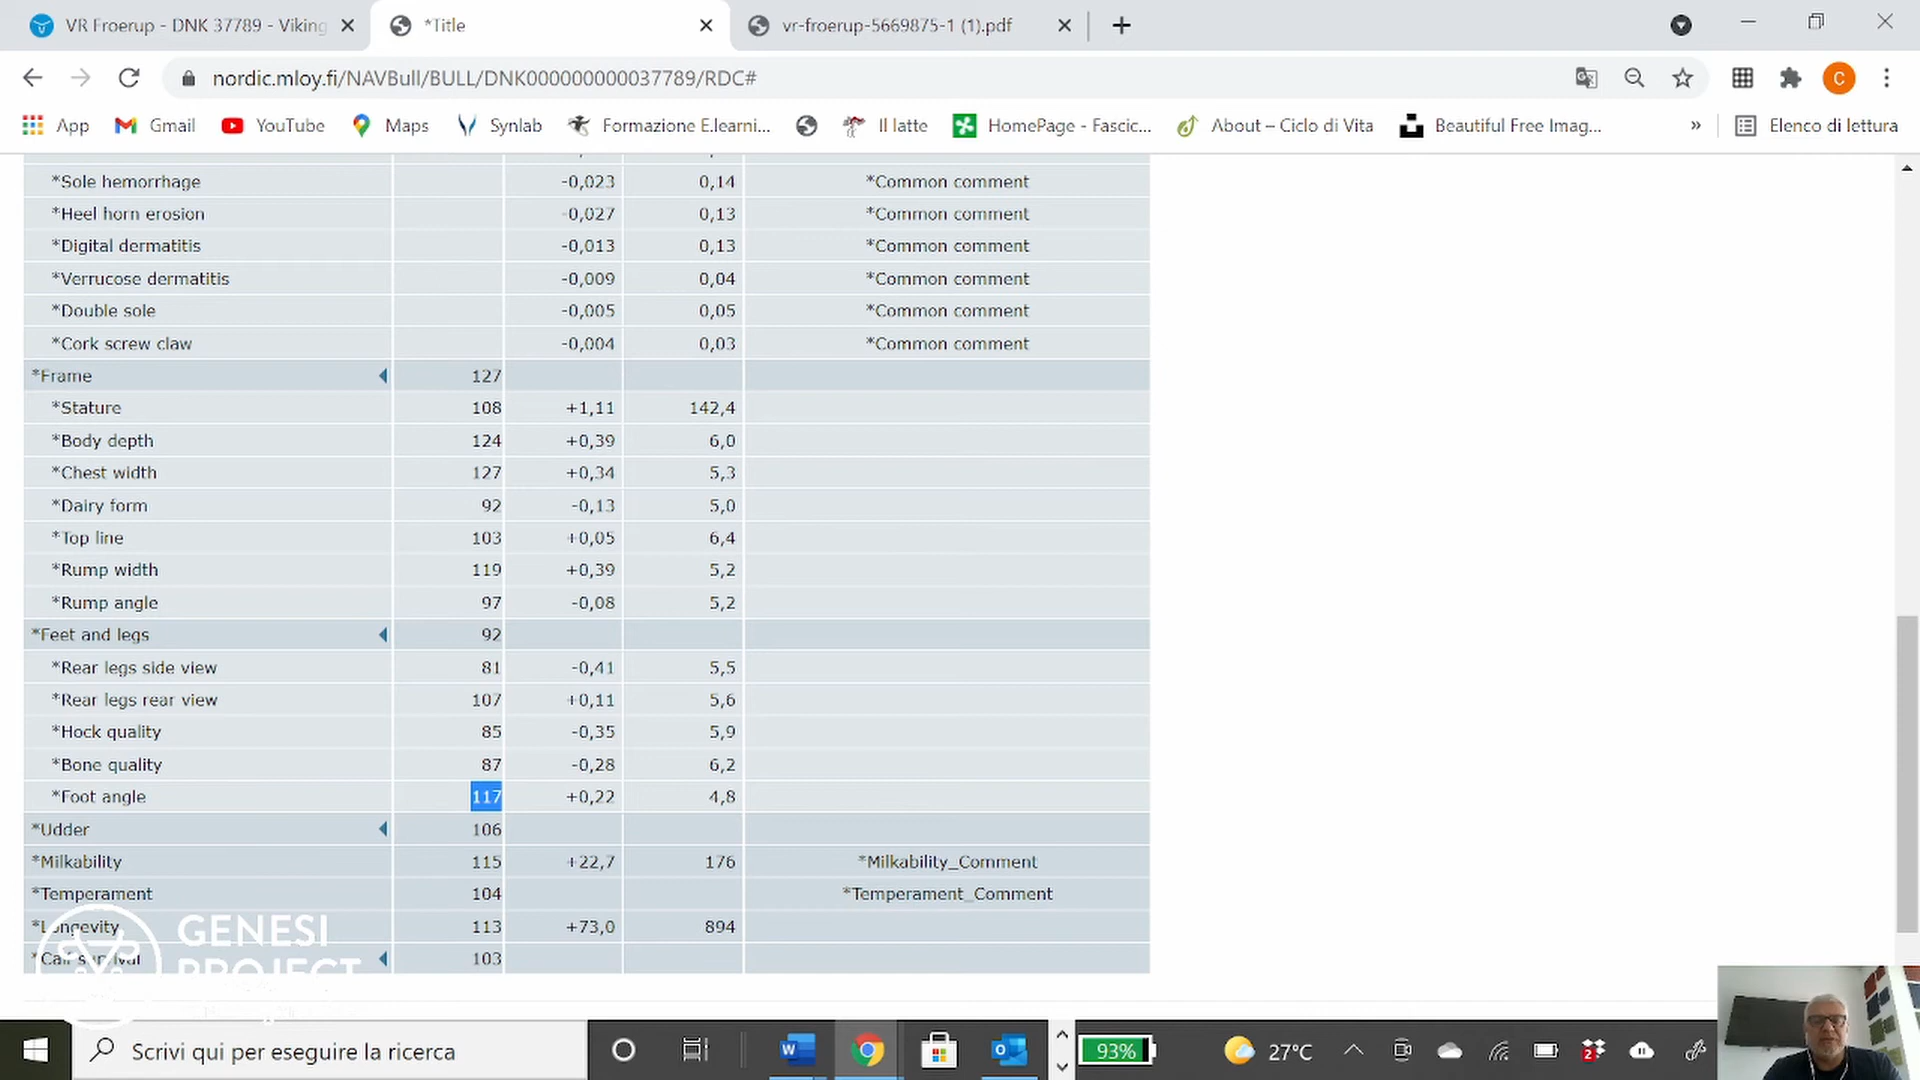 VR Froerup - DNK 37789 - Viking
*Title
vr-froerup-5669875-1 (1).pdf
nordic.mloy.fi/NAVBull/BULL/DNK000000000037789/RDC#
C
App Gmail YouTube Maps Synlab Formazione E.learni... Il latte HomePage - Fascic... About – Ciclo di Vita Beautiful Free Imag... » Elenco di lettura
*Sole hemorrhage -0,023 0,14 *Common comment
*Heel horn erosion -0,027 0,13 *Common comment
*Digital dermatitis -0,013 0,13 *Common comment
*Verrucose dermatitis -0,009 0,04 *Common comment
*Double sole -0,005 0,05 *Common comment
*Cork screw claw -0,004 0,03 *Common comment
*Frame 127
*Stature 108 +1,11 142,4
*Body depth 124 +0,39 6,0
*Chest width 127 +0,34 5,3
*Dairy form 92 -0,13 5,0
*Top line 103 +0,05 6,4
*Rump width 119 +0,39 5,2
*Rump angle 97 -0,08 5,2
*Feet and legs 92
*Rear legs side view 81 -0,41 5,5
*Rear legs rear view 107 +0,11 5,6
*Hock quality 85 -0,35 5,9
*Bone quality 87 -0,28 6,2
*Foot angle 117 +0,22 4,8
*Udder 106
*Milkability 115 +22,7 176 *Milkability_Comment
*Temperament 104 *Temperament_Comment
*Longevity 113 +73,0 894
*Calf survival 103
GENESI
PROJECT
Scrivi qui per eseguire la ricerca
93%
27°C
2